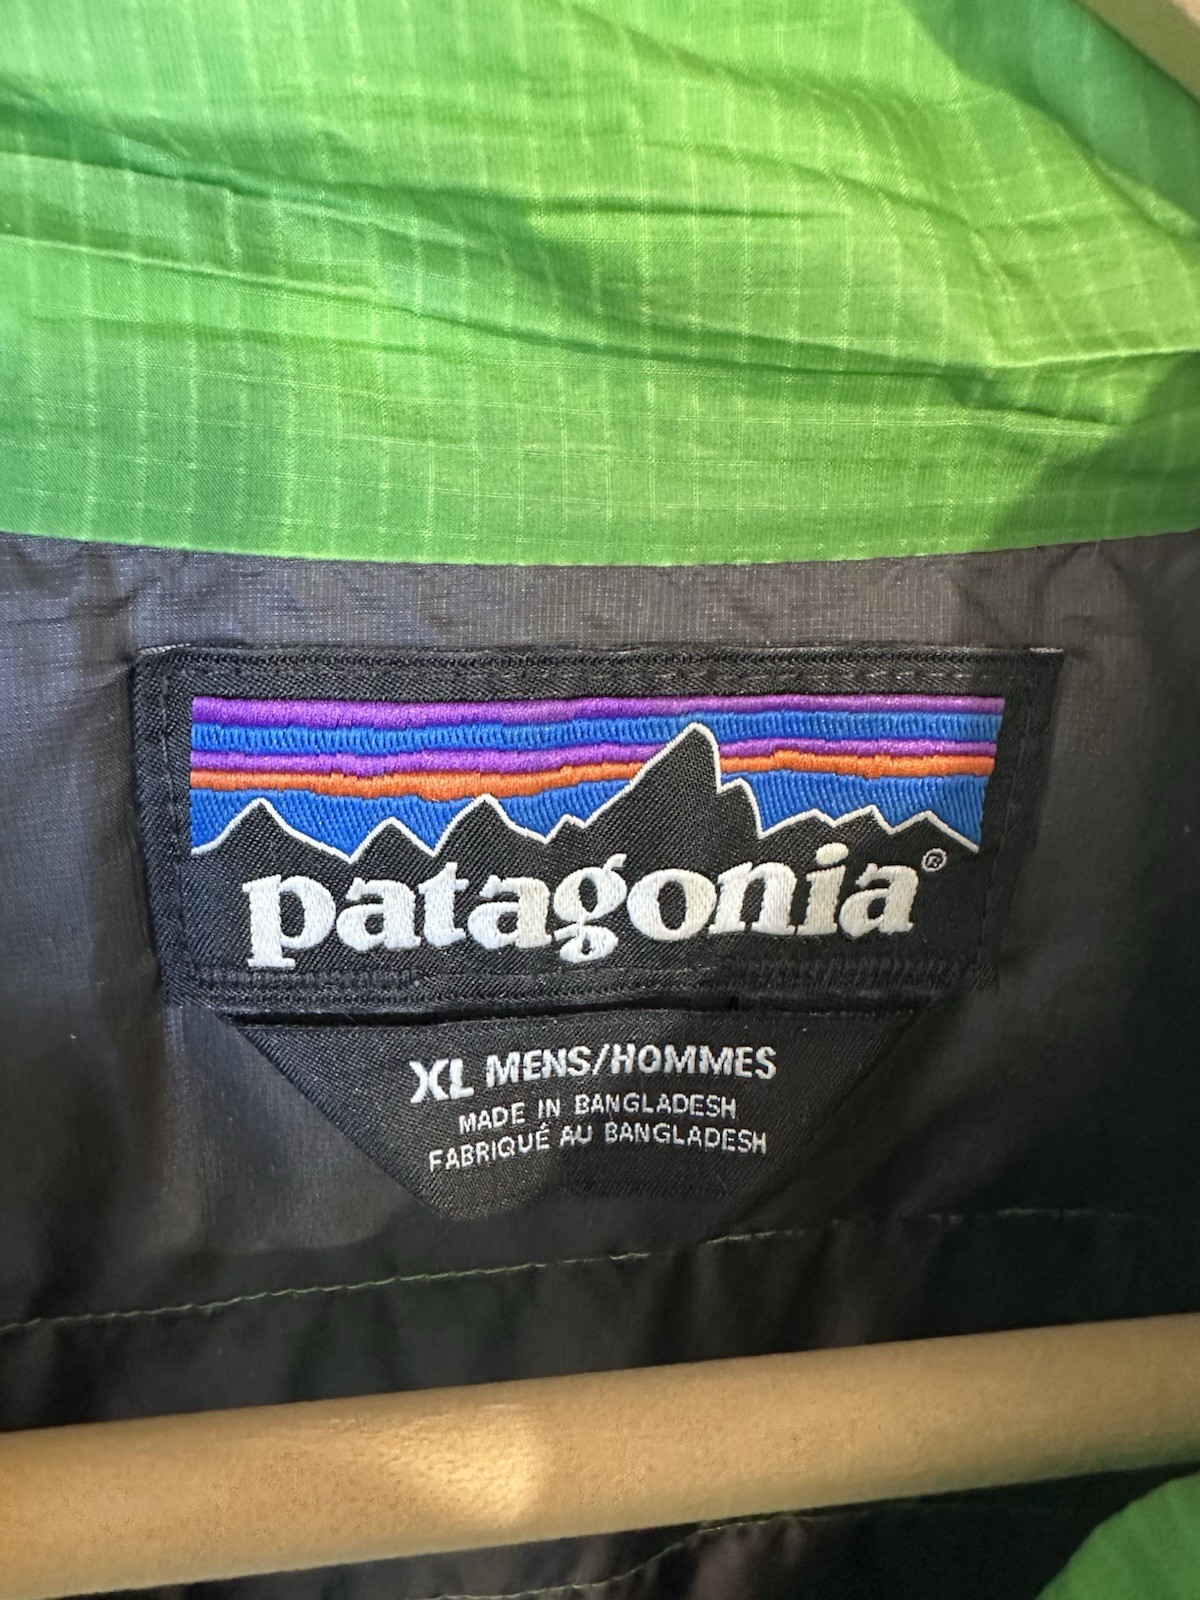 patagonia®
XL MENS/HOMMES
MADE IN BANGLADESH
FABRIQUÉ AU BANGLADESH